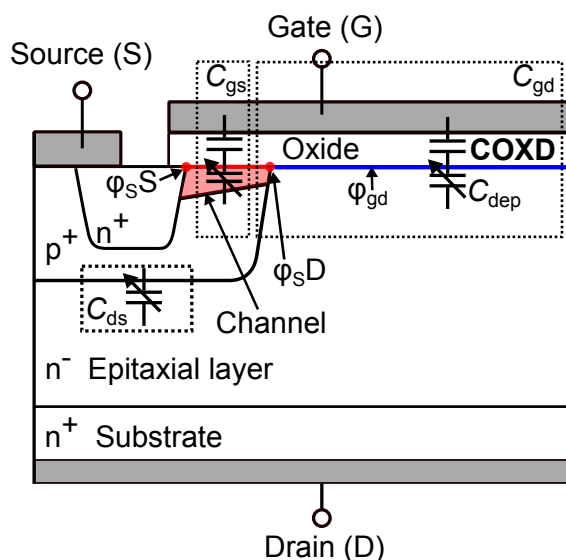 Gate (G)
Source (S)
Cgs
Cgd
Oxide
COXD
φSS
φgd
Cdep
n+
p+
φSD
Cds
Channel
n- Epitaxial layer
n+ Substrate
Drain (D)